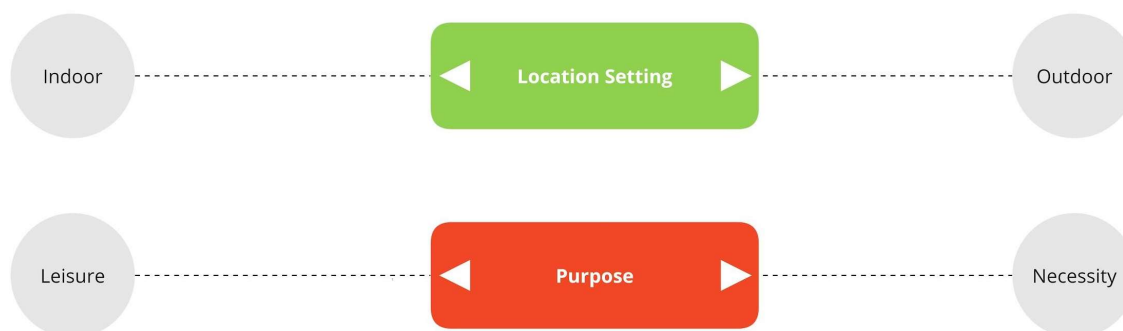 Indoor
Location Setting
Outdoor
Leisure
Purpose
Necessity